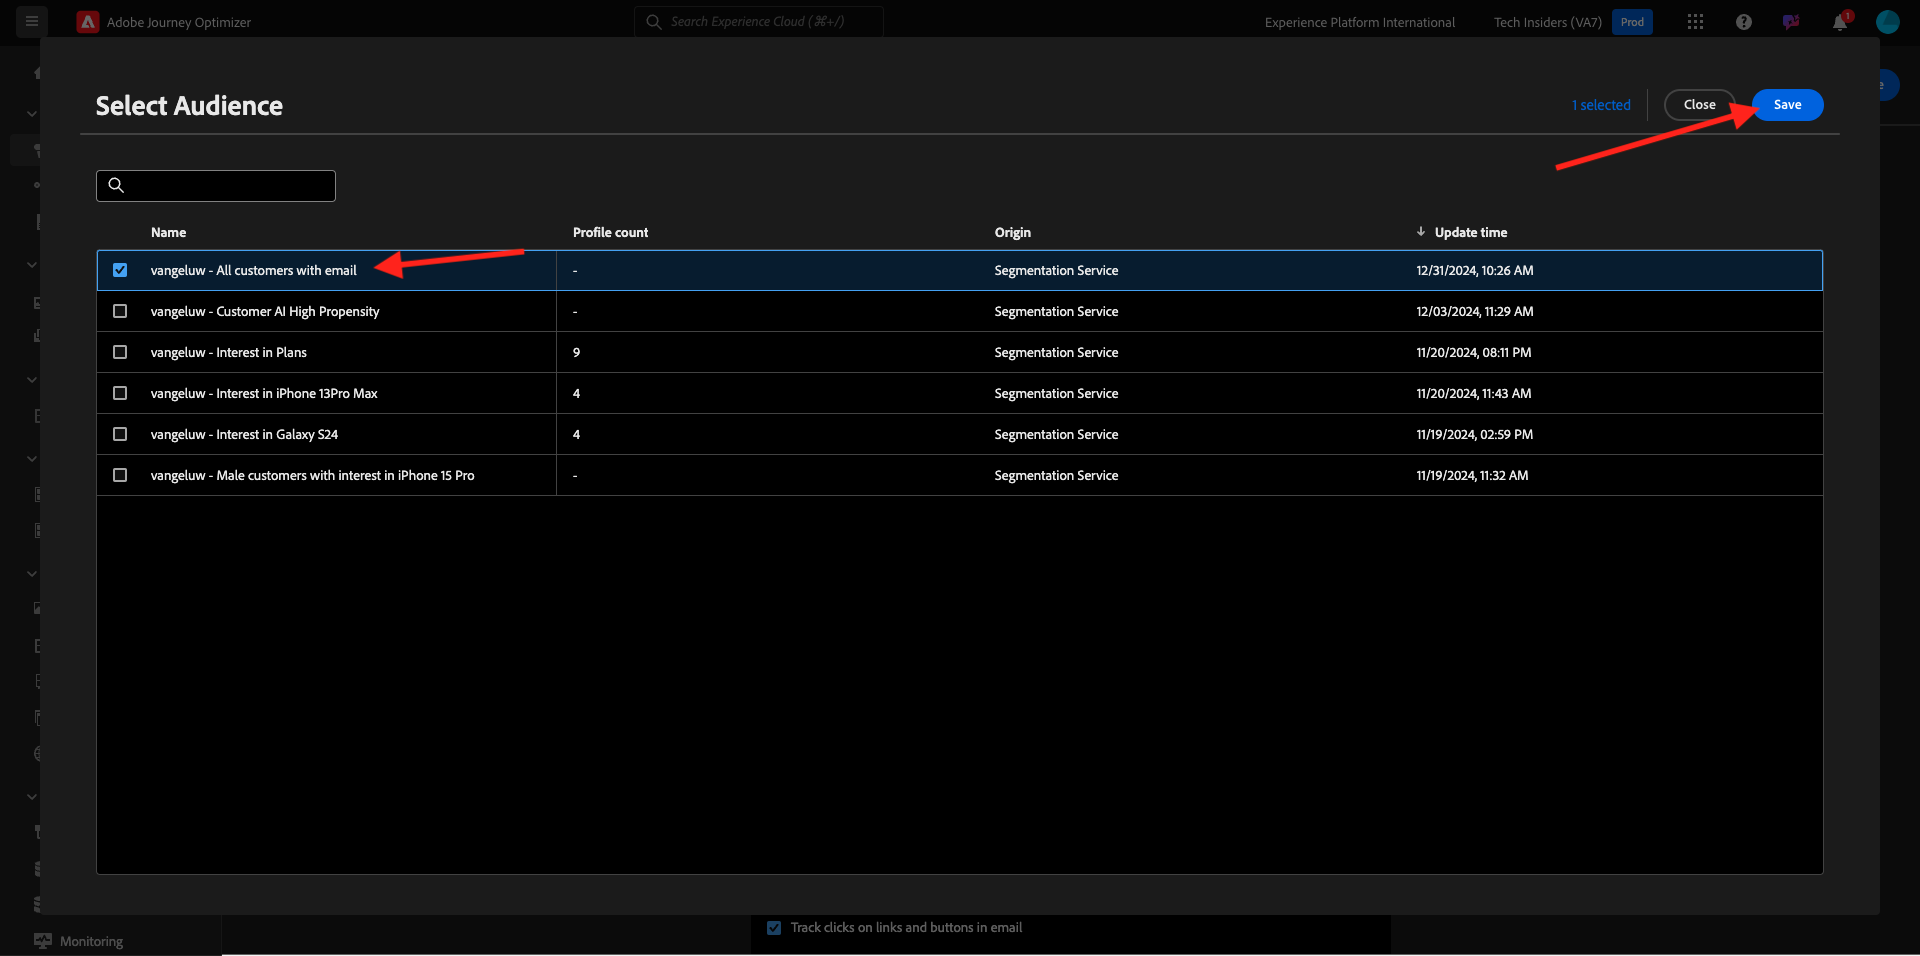 Adobe Journey Optimizer
Search Experience Cloud (⌘+/)
Experience Platform International
Tech Insiders (VA7)
Prod
1
Select Audience
1 selected
Close
Save
Name
Profile count
Origin
↓ Update time
vangeluw - All customers with email
-
Segmentation Service
12/31/2024, 10:26 AM
vangeluw - Customer AI High Propensity
-
Segmentation Service
12/03/2024, 11:29 AM
vangeluw - Interest in Plans
9
Segmentation Service
11/20/2024, 08:11 PM
vangeluw - Interest in iPhone 13Pro Max
4
Segmentation Service
11/20/2024, 11:43 AM
vangeluw - Interest in Galaxy S24
4
Segmentation Service
11/19/2024, 02:59 PM
vangeluw - Male customers with interest in iPhone 15 Pro
-
Segmentation Service
11/19/2024, 11:32 AM
Track clicks on links and buttons in email
Monitoring